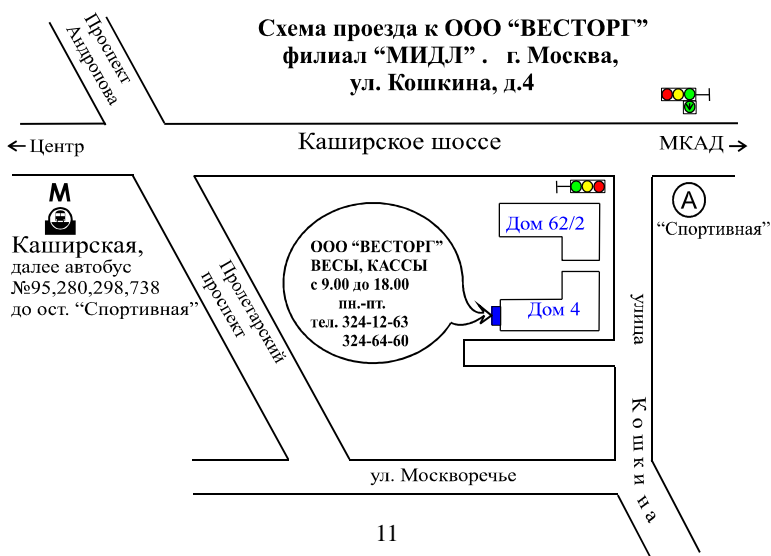 Схема проезда к ООО “ВЕСТОРГ”
филиал “МИДЛ” . г. Москва,
ул. Кошкина, д.4
Проспект
Андропова
Каширское шоссе
←Центр
МКАД→
М
Каширская,
далее автобус
№95,280,298,738
до ост. “Спортивная”
А
“Спортивная”
Дом 62/2
ООО “ВЕСТОРГ”
ВЕСЫ, КАССЫ
с 9.00 до 18.00
пн.-пт.
тел. 324-12-63
324-64-60
Дом 4
Пролетарский
проспект
улица
Кошкина
ул. Москворечье
11